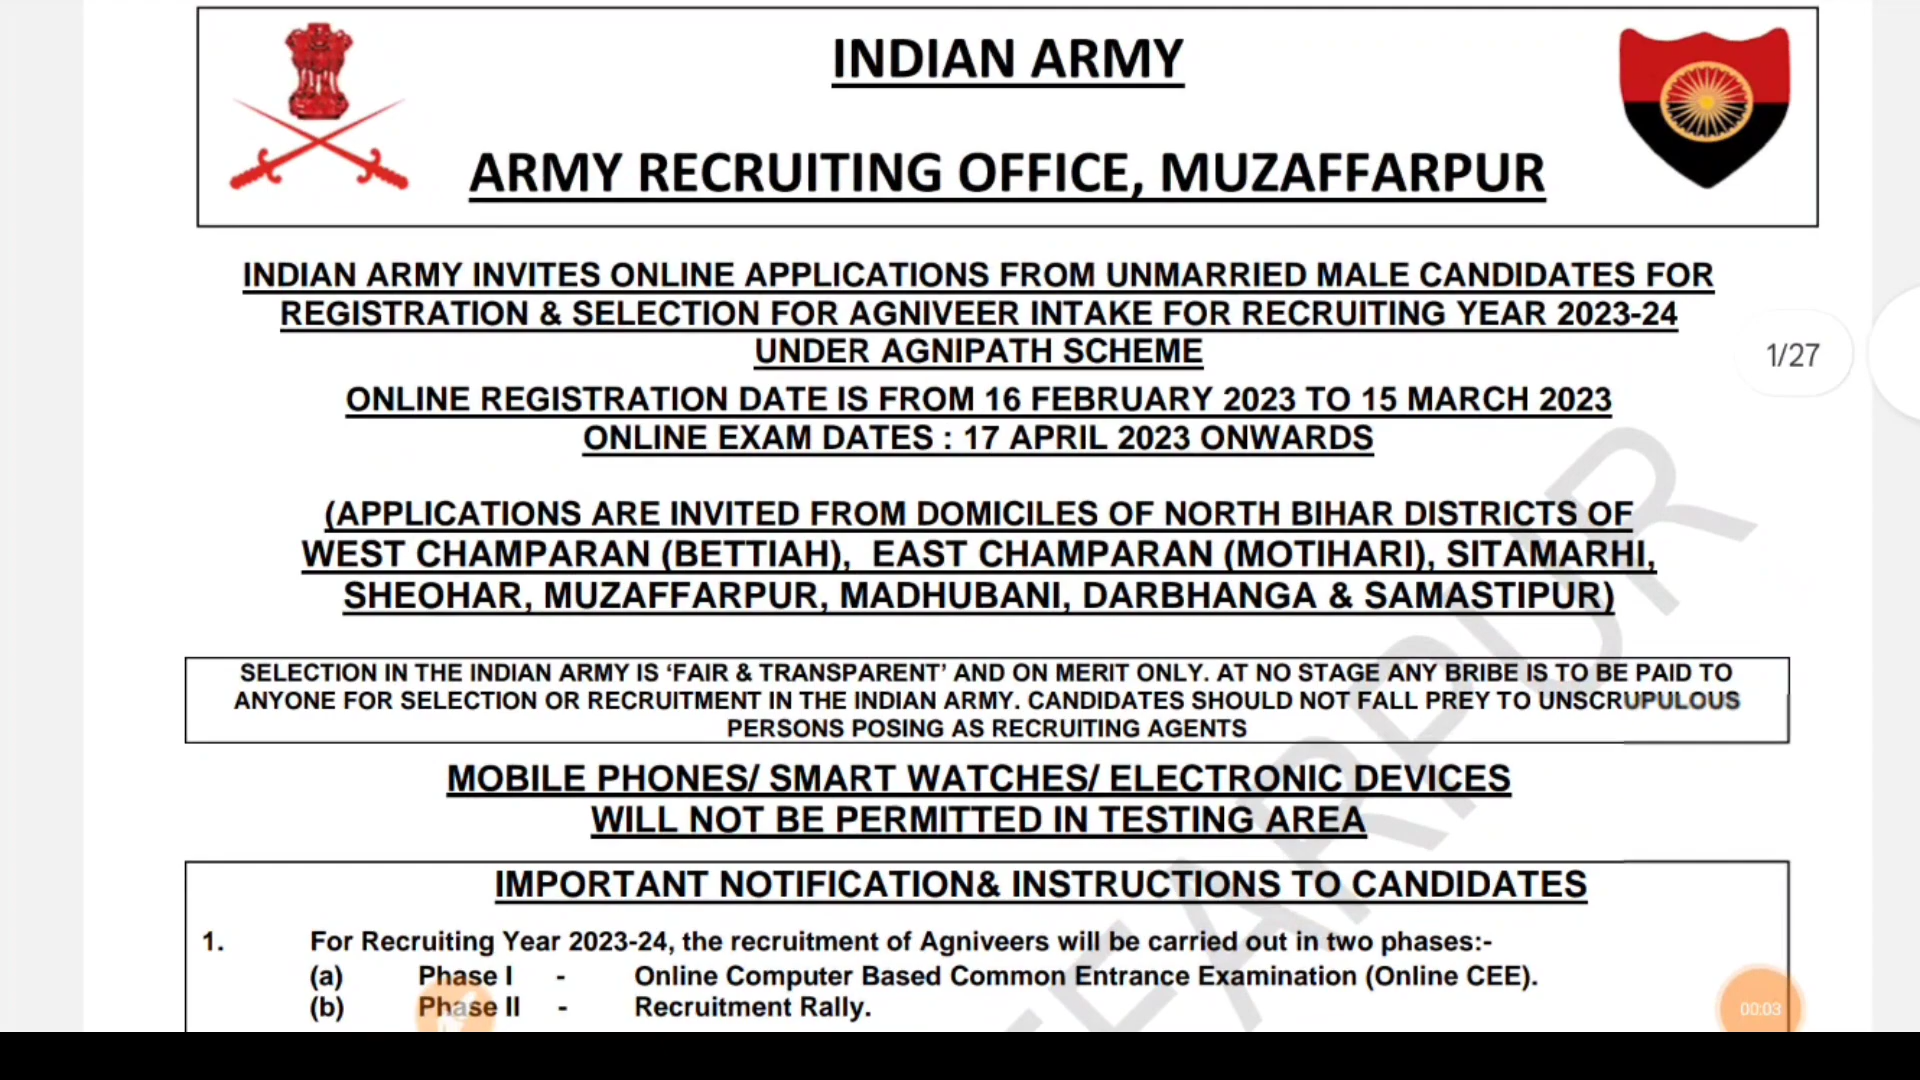 INDIAN ARMY
ARMY RECRUITING OFFICE, MUZAFFARPUR
INDIAN ARMY INVITES ONLINE APPLICATIONS FROM UNMARRIED MALE CANDIDATES FOR
REGISTRATION & SELECTION FOR AGNIVEER INTAKE FOR RECRUITING YEAR 2023-24
UNDER AGNIPATH SCHEME
1/27
ONLINE REGISTRATION DATE IS FROM 16 FEBRUARY 2023 TO 15 MARCH 2023
ONLINE EXAM DATES : 17 APRIL 2023 ONWARDS
(APPLICATIONS ARE INVITED FROM DOMICILES OF NORTH BIHAR DISTRICTS OF
WEST CHAMPARAN (BETTIAH), EAST CHAMPARAN (MOTIHARI), SITAMARHI,
SHEOHAR, MUZAFFARPUR, MADHUBANI, DARBHANGA & SAMASTIPUR)
SELECTION IN THE INDIAN ARMY IS ‘FAIR & TRANSPARENT’ AND ON MERIT ONLY. AT NO STAGE ANY BRIBE IS TO BE PAID TO
ANYONE FOR SELECTION OR RECRUITMENT IN THE INDIAN ARMY. CANDIDATES SHOULD NOT FALL PREY TO UNSCRUPULOUS
PERSONS POSING AS RECRUITING AGENTS
MOBILE PHONES/ SMART WATCHES/ ELECTRONIC DEVICES
WILL NOT BE PERMITTED IN TESTING AREA
IMPORTANT NOTIFICATION& INSTRUCTIONS TO CANDIDATES
1. For Recruiting Year 2023-24, the recruitment of Agniveers will be carried out in two phases:-
(a) Phase I - Online Computer Based Common Entrance Examination (Online CEE).
(b) Phase II - Recruitment Rally.
00:03
FFARPUR